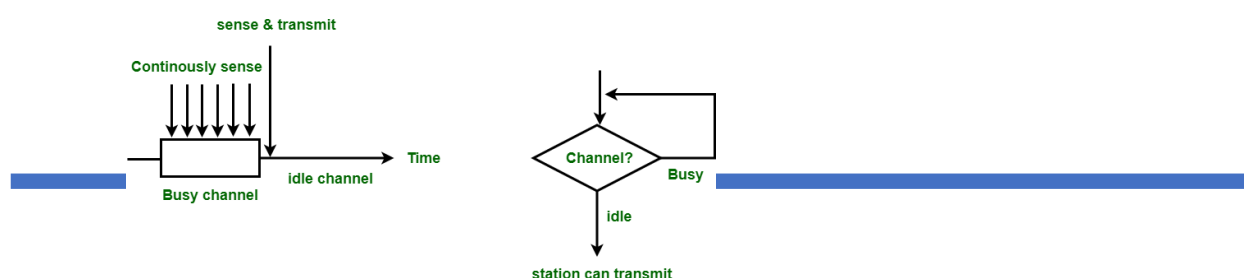 sense & transmit
Continously sense
Time
idle channel
Busy channel
Channel?
Busy
idle
station can transmit